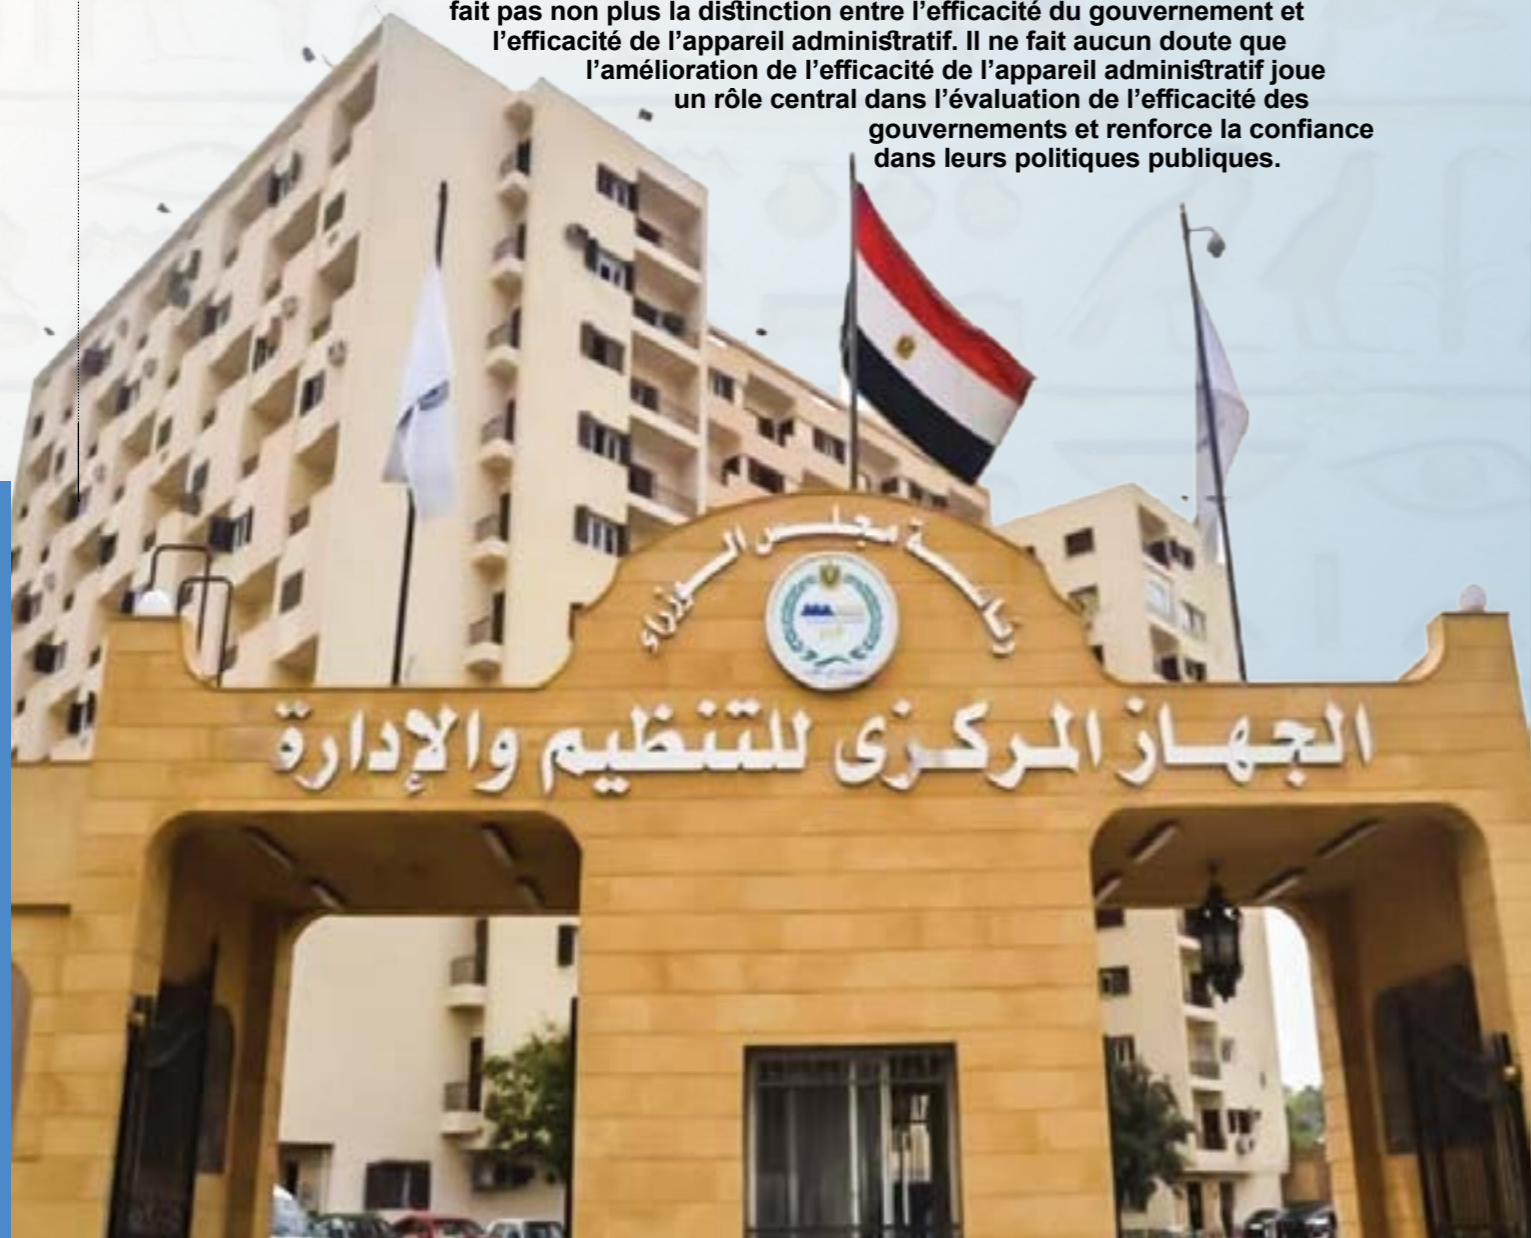 fait pas non plus la distinction entre l’efficacité du gouvernement et
l’efficacité de l’appareil administratif. Il ne fait aucun doute que
l’amélioration de l’efficacité de l’appareil administratif joue
un rôle central dans l’évaluation de l’efficacité des
gouvernements et renforce la confiance
dans leurs politiques publiques.
رئاسة مجلس الوزراء
الجهاز المركزى للتنظيم والإدارة